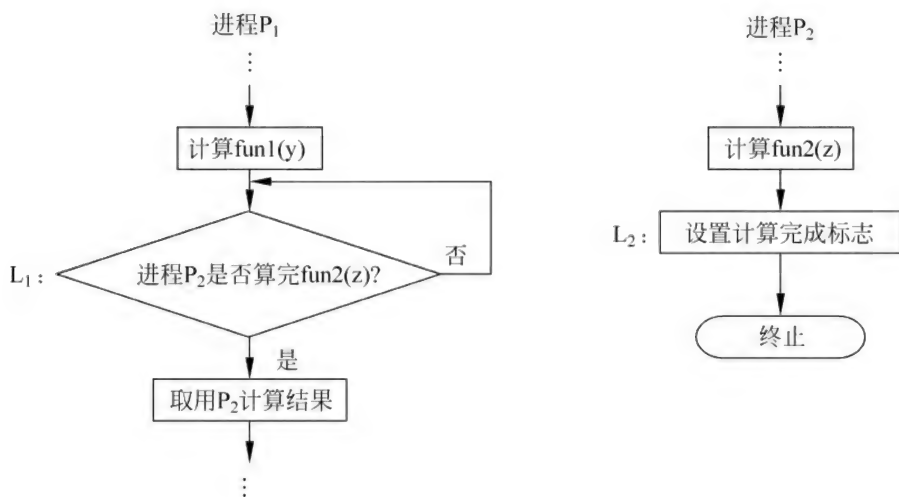 进程P₁
⋮
计算fun1(y)
L₁：
进程P₂是否算完fun2(z)?
否
是
取用P₂计算结果
⋮
进程P₂
⋮
计算fun2(z)
L₂：
设置计算完成标志
终止